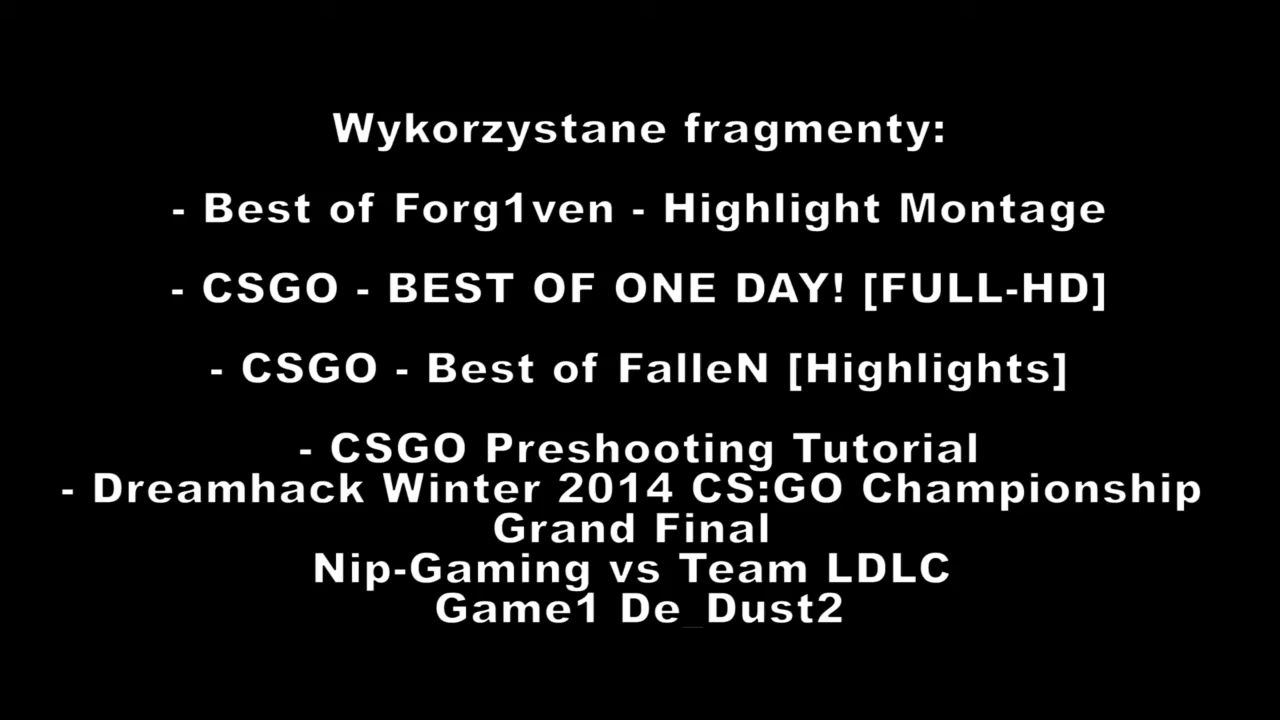 Wykorzystane fragmenty:
- Best of Forg1ven - Highlight Montage
- CSGO - BEST OF ONE DAY! [FULL-HD]
- CSGO - Best of FalleN [Highlights]
- CSGO Preshooting Tutorial
- Dreamhack Winter 2014 CS:GO Championship
Grand Final
Nip-Gaming vs Team LDLC
Game1 De_Dust2